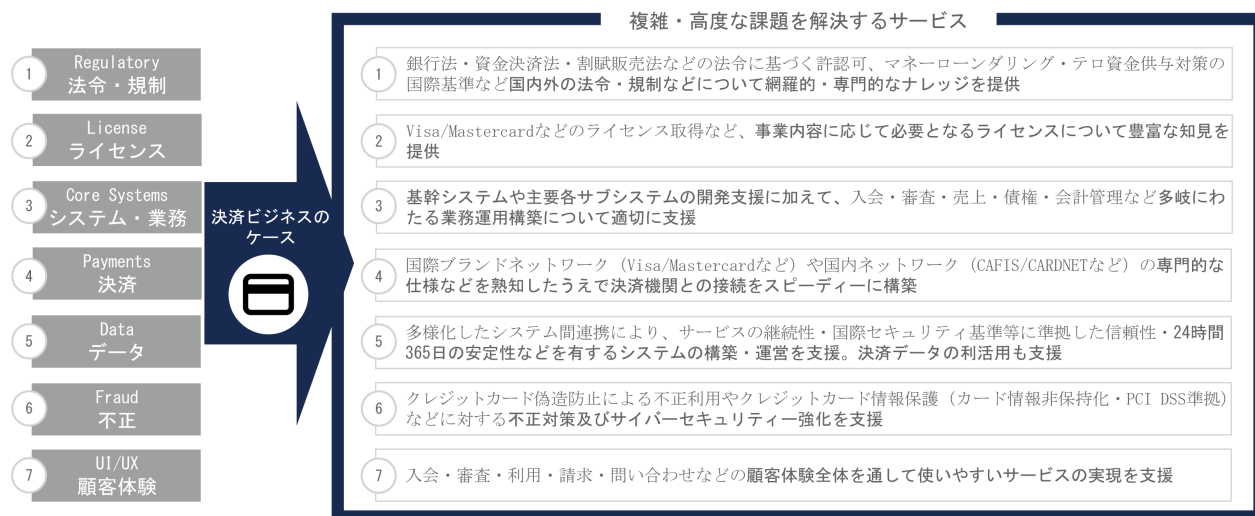 複雑・高度な課題を解決するサービス
1
Regulatory
法令・規制
2
License
ライセンス
3
Core Systems
システム・業務
4
Payments
決済
5
Data
データ
6
Fraud
不正
7
UI/UX
顧客体験
決済ビジネスの
ケース
1
銀行法・資金決済法・割賦販売法などの法令に基づく許認可、マネーローンダリング・テロ資金供与対策の
国際基準など国内外の法令・規制などについて網羅的・専門的なナレッジを提供
2
Visa/Mastercardなどのライセンス取得など、事業内容に応じて必要となるライセンスについて豊富な知見を
提供
3
基幹システムや主要各サブシステムの開発支援に加えて、入会・審査・売上・債権・会計管理など多岐にわ
たる業務運用構築について適切に支援
4
国際ブランドネットワーク（Visa/Mastercardなど）や国内ネットワーク（CAFIS/CARDNETなど）の専門的な
仕様などを熟知したうえで決済機関との接続をスピーディーに構築
5
多様化したシステム間連携により、サービスの継続性・国際セキュリティ基準等に準拠した信頼性・24時間
365日の安定性などを有するシステムの構築・運営を支援。決済データの利活用も支援
6
クレジットカード偽造防止による不正利用やクレジットカード情報保護（カード情報非保持化・PCI DSS準拠）
などに対する不正対策及びサイバーセキュリティー強化を支援
7
入会・審査・利用・請求・問い合わせなどの顧客体験全体を通して使いやすいサービスの実現を支援